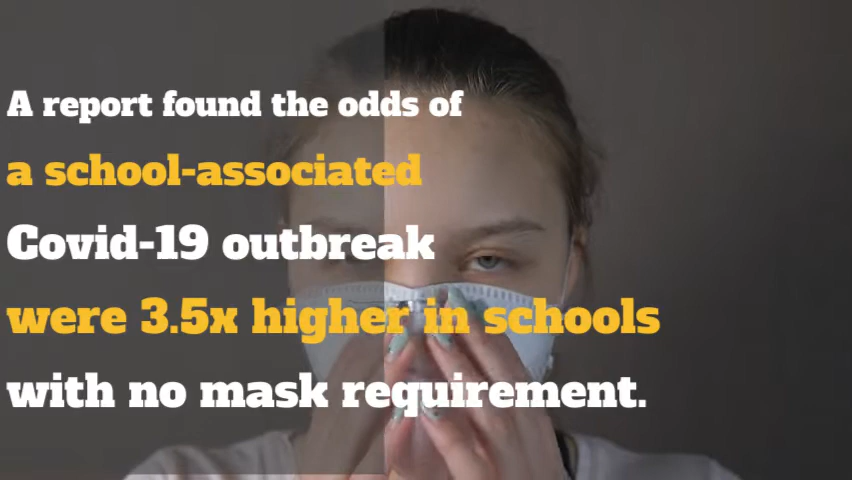 A report found the odds of
a school-associated
Covid-19 outbreak
were 3.5x higher in schools
with no mask requirement.